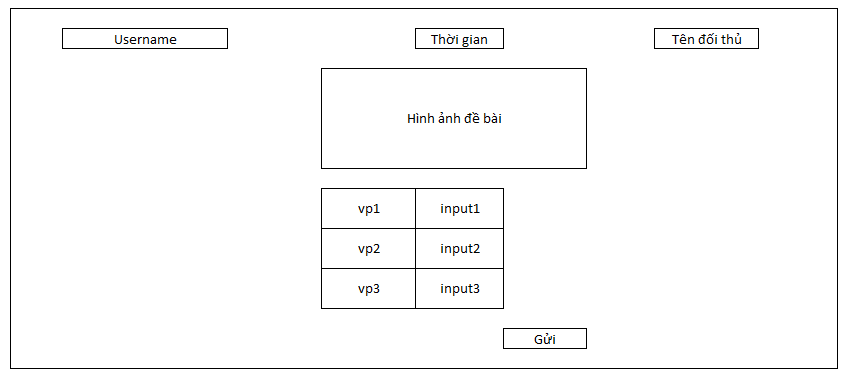 Username
Thời gian
Tên đối thủ
Hình ảnh đề bài
vp1
input1
vp2
input2
vp3
input3
Gửi